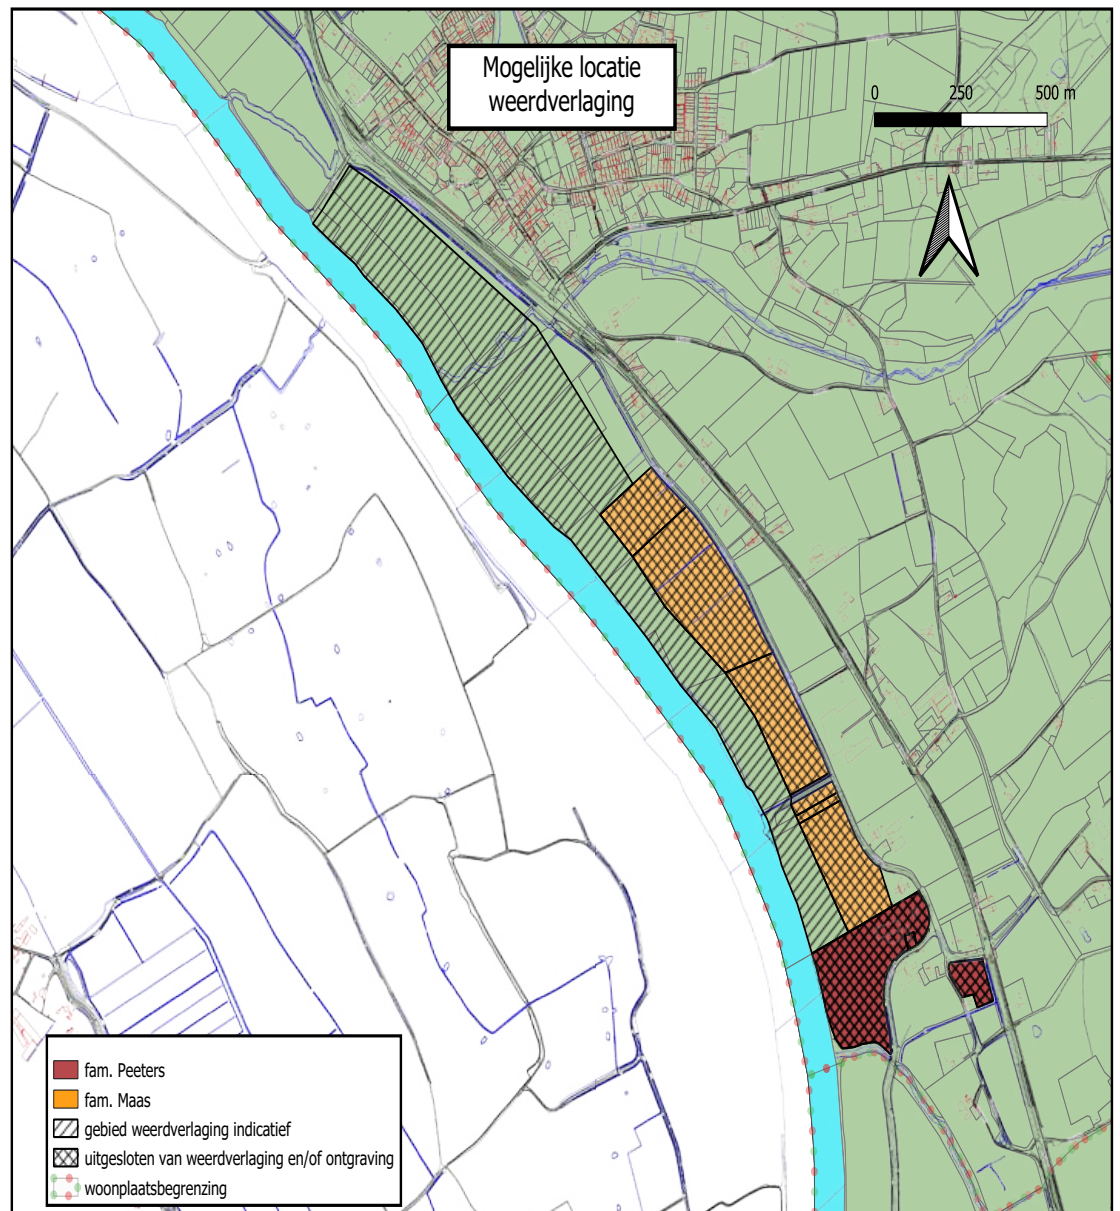 Mogelijke locatie
weerdverlaging
0 250 500 m
fam. Peeters
fam. Maas
gebied weerdverlaging indicatief
uitgesloten van weerdverlaging en/of ontgraving
woonplaatsbegrenzing